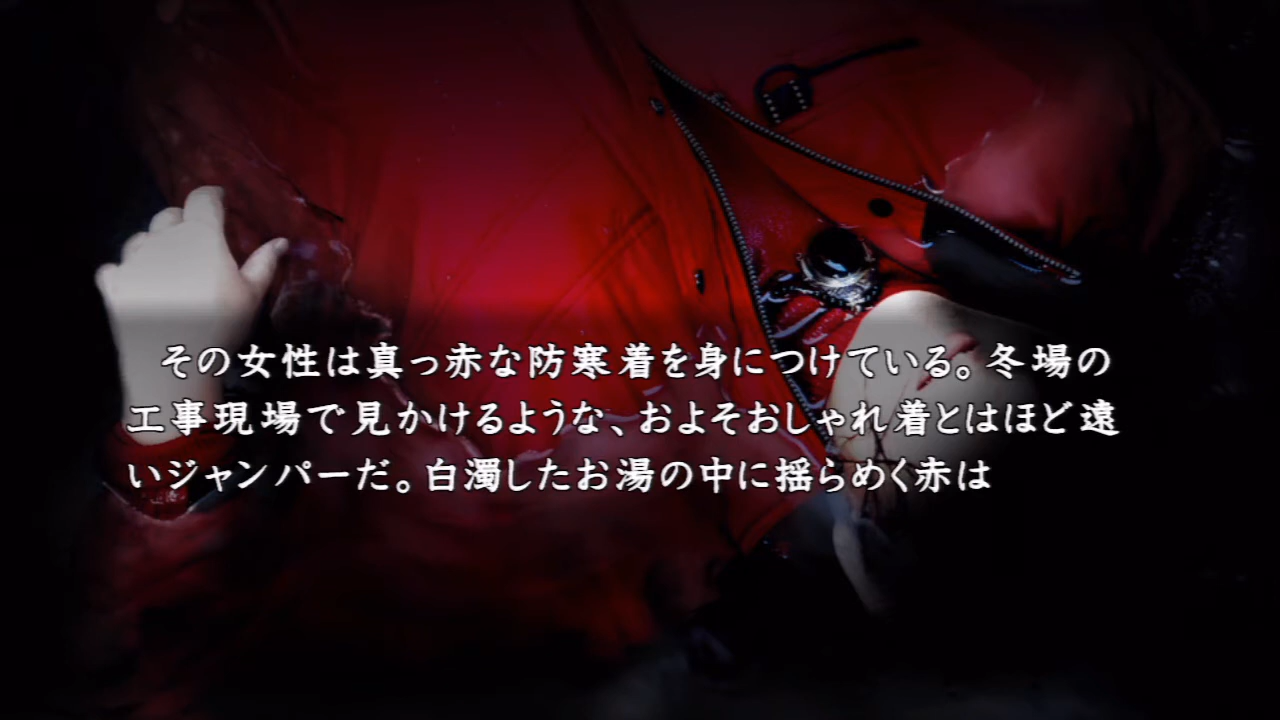 その女性は真っ赤な防寒着を身につけている。冬場の
工事現場で見かけるような、およそおしゃれ着とはほど遠
いジャンパーだ。白濁したお湯の中に揺らめく赤は